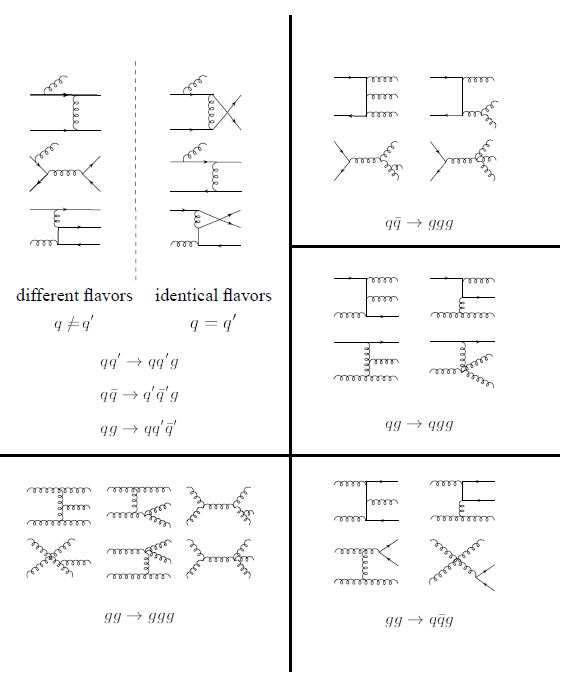 different flavors
q ≠ q′
identical flavors
q = q′
qq′ → qq′g
qq̄ → q′q̄′g
qg → qq′q̄′
qq̄ → ggg
qg → qgg
gg → ggg
gg → qq̄g